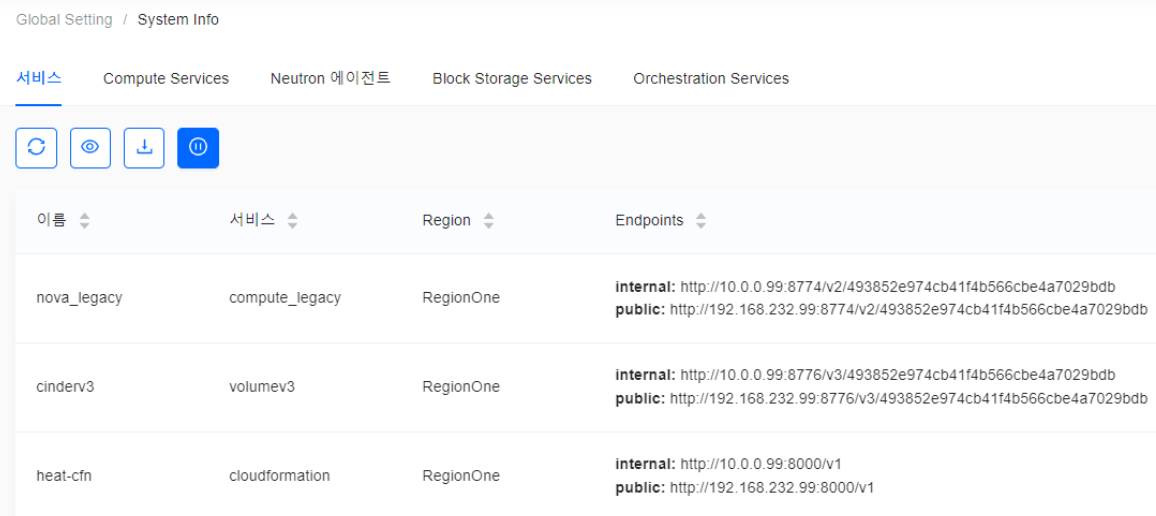 Global Setting / System Info
서비스 Compute Services Neutron 에이전트 Block Storage Services Orchestration Services
이름 서비스 Region Endpoints
nova_legacy compute_legacy RegionOne internal: http://10.0.0.99:8774/v2/493852e974cb41f4b566cbe4a7029bdb
public: http://192.168.232.99:8774/v2/493852e974cb41f4b566cbe4a7029bdb
cinderv3 volumev3 RegionOne internal: http://10.0.0.99:8776/v3/493852e974cb41f4b566cbe4a7029bdb
public: http://192.168.232.99:8776/v3/493852e974cb41f4b566cbe4a7029bdb
heat-cfn cloudformation RegionOne internal: http://10.0.0.99:8000/v1
public: http://192.168.232.99:8000/v1